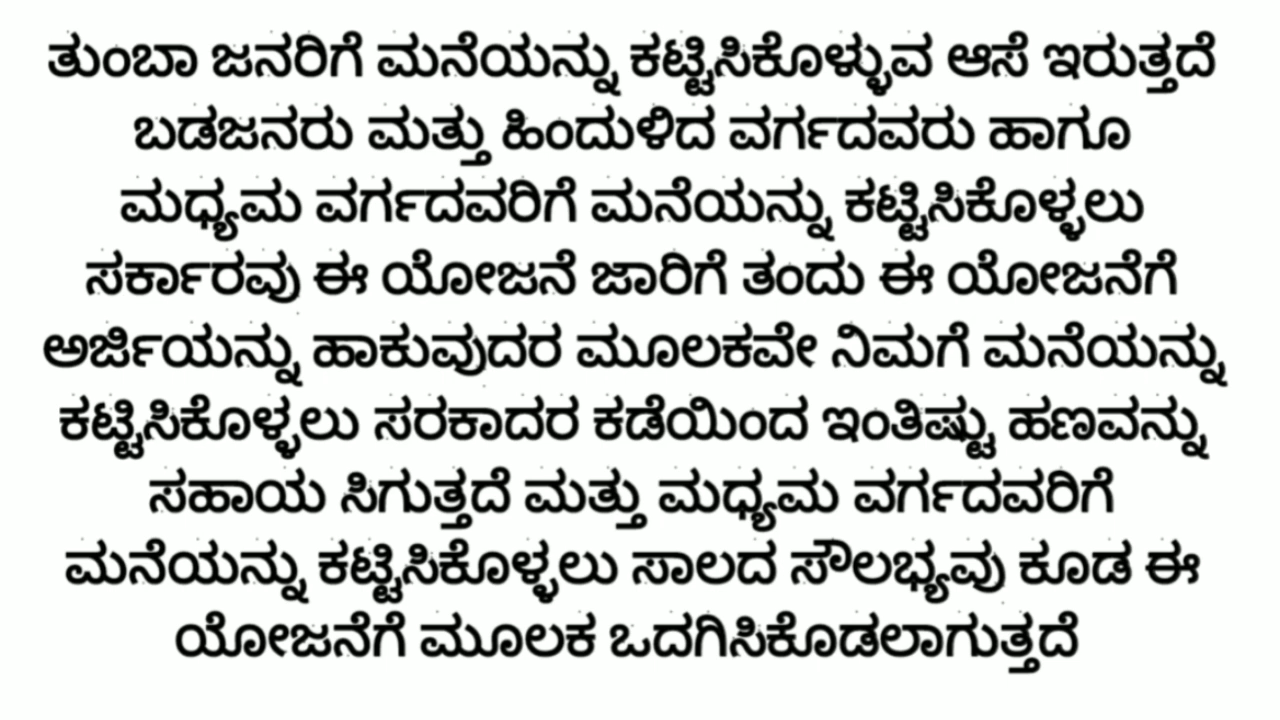 ತುಂಬಾ ಜನರಿಗೆ ಮನೆಯನ್ನು ಕಟ್ಟಿಸಿಕೊಳ್ಳುವ ಆಸೆ ಇರುತ್ತದೆ
ಬಡಜನರು ಮತ್ತು ಹಿಂದುಳಿದ ವರ್ಗದವರು ಹಾಗೂ
ಮಧ್ಯಮ ವರ್ಗದವರಿಗೆ ಮನೆಯನ್ನು ಕಟ್ಟಿಸಿಕೊಳ್ಳಲು
ಸರ್ಕಾರವು ಈ ಯೋಜನೆ ಜಾರಿಗೆ ತಂದು ಈ ಯೋಜನೆಗೆ
ಅರ್ಜಿಯನ್ನು ಹಾಕುವುದರ ಮೂಲಕವೇ ನಿಮಗೆ ಮನೆಯನ್ನು
ಕಟ್ಟಿಸಿಕೊಳ್ಳಲು ಸರಕಾದರ ಕಡೆಯಿಂದ ಇಂತಿಷ್ಟು ಹಣವನ್ನು
ಸಹಾಯ ಸಿಗುತ್ತದೆ ಮತ್ತು ಮಧ್ಯಮ ವರ್ಗದವರಿಗೆ
ಮನೆಯನ್ನು ಕಟ್ಟಿಸಿಕೊಳ್ಳಲು ಸಾಲದ ಸೌಲಭ್ಯವು ಕೂಡ ಈ
ಯೋಜನೆಗೆ ಮೂಲಕ ಒದಗಿಸಿಕೊಡಲಾಗುತ್ತದೆ